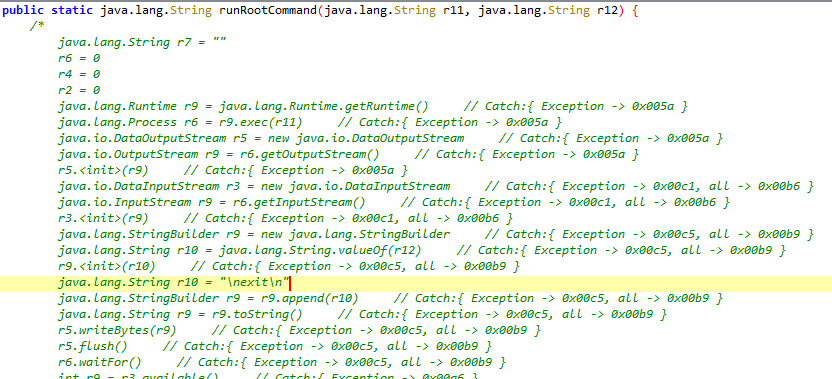 public static java.lang.String runRootCommand(java.lang.String r11, java.lang.String r12) {
/*
java.lang.String r7 = ""
r6 = 0
r4 = 0
r2 = 0
java.lang.Runtime r9 = java.lang.Runtime.getRuntime() // Catch:{ Exception -> 0x005a }
java.lang.Process r6 = r9.exec(r11) // Catch:{ Exception -> 0x005a }
java.io.DataOutputStream r5 = new java.io.DataOutputStream // Catch:{ Exception -> 0x005a }
java.io.OutputStream r9 = r6.getOutputStream() // Catch:{ Exception -> 0x005a }
r5.<init>(r9) // Catch:{ Exception -> 0x005a }
java.io.DataInputStream r3 = new java.io.DataInputStream // Catch:{ Exception -> 0x00c1, all -> 0x00b6 }
java.io.InputStream r9 = r6.getInputStream() // Catch:{ Exception -> 0x00c1, all -> 0x00b6 }
r3.<init>(r9) // Catch:{ Exception -> 0x00c1, all -> 0x00b6 }
java.lang.StringBuilder r9 = new java.lang.StringBuilder // Catch:{ Exception -> 0x00c5, all -> 0x00b9 }
java.lang.String r10 = java.lang.String.valueOf(r12) // Catch:{ Exception -> 0x00c5, all -> 0x00b9 }
r9.<init>(r10) // Catch:{ Exception -> 0x00c5, all -> 0x00b9 }
java.lang.String r10 = "\nexit\n"
java.lang.StringBuilder r9 = r9.append(r10) // Catch:{ Exception -> 0x00c5, all -> 0x00b9 }
java.lang.String r9 = r9.toString() // Catch:{ Exception -> 0x00c5, all -> 0x00b9 }
r5.writeBytes(r9) // Catch:{ Exception -> 0x00c5, all -> 0x00b9 }
r5.flush() // Catch:{ Exception -> 0x00c5, all -> 0x00b9 }
r6.waitFor() // Catch:{ Exception -> 0x00c5, all -> 0x00b9 }
int r9 = r3.available() // Catch:{ Exception -> 0x00a6 }